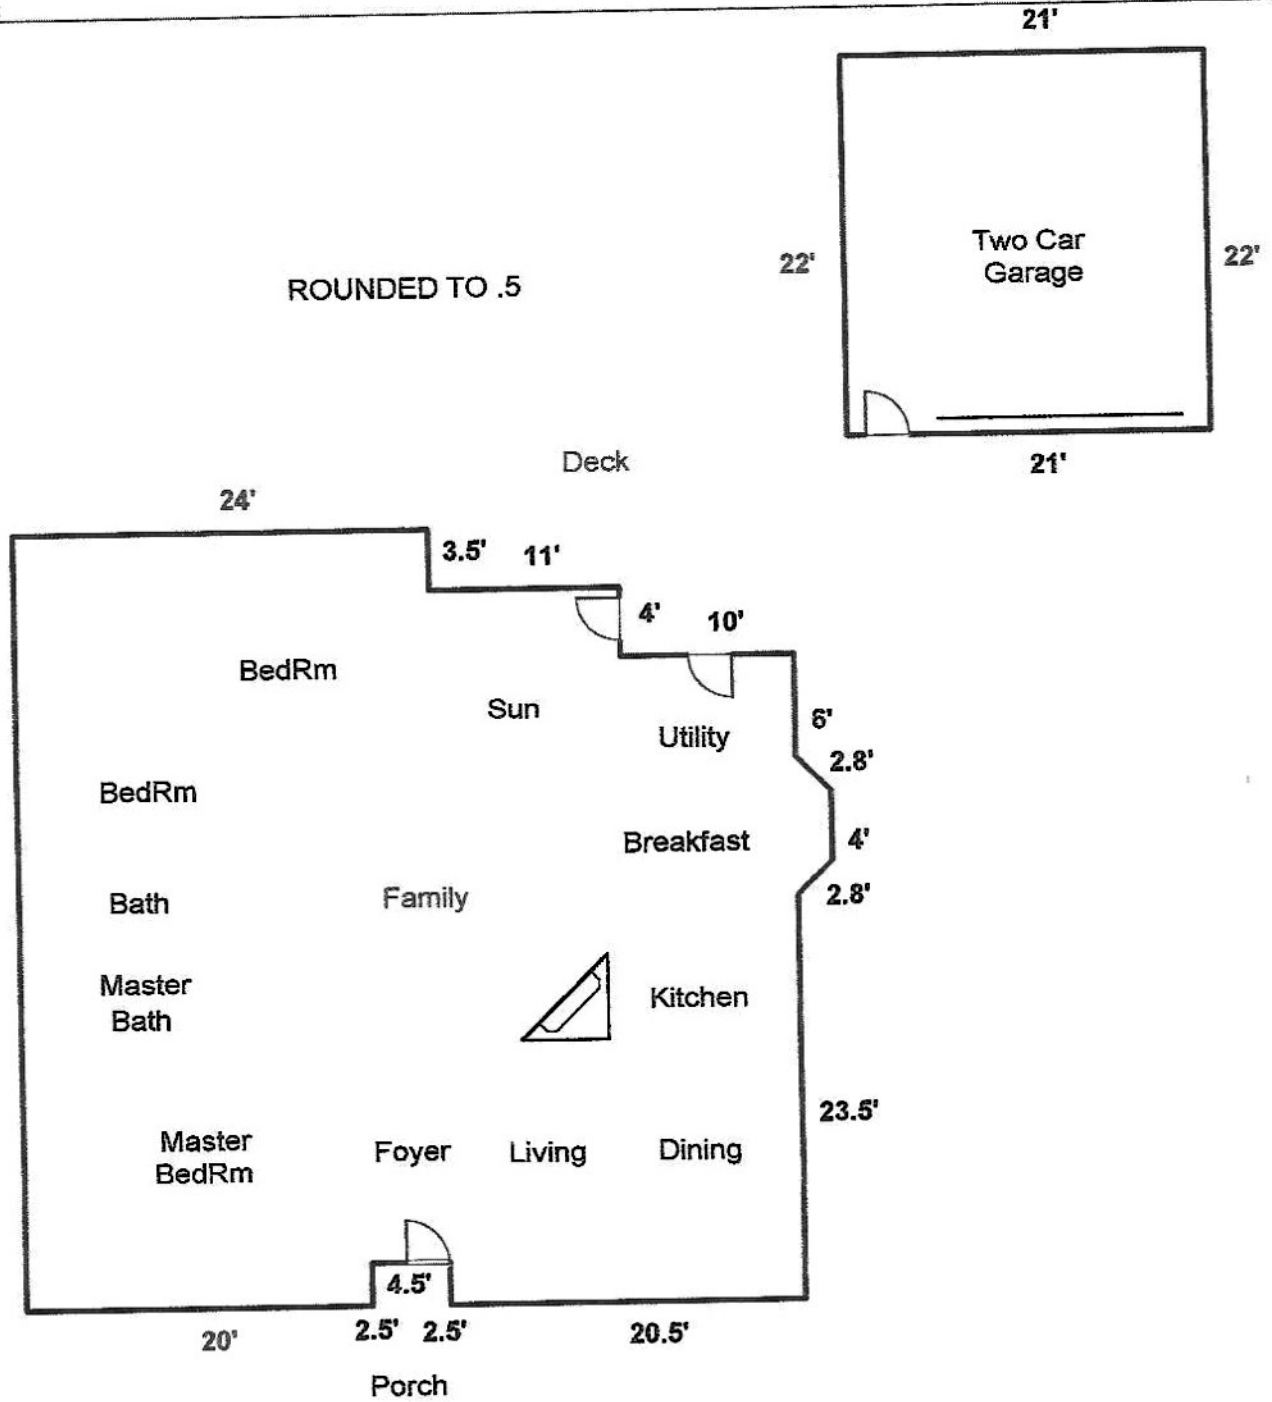 21'
22'
Two Car
Garage
22'
ROUNDED TO .5
21'
Deck
24'
3.5'
11'
4'
10'
BedRm
Sun
Utility
6'
2.8'
BedRm
Breakfast
4'
Bath
Family
2.8'
Master
Bath
Kitchen
23.5'
Master
BedRm
Foyer
Living
Dining
4.5'
20'
2.5'
2.5'
20.5'
Porch